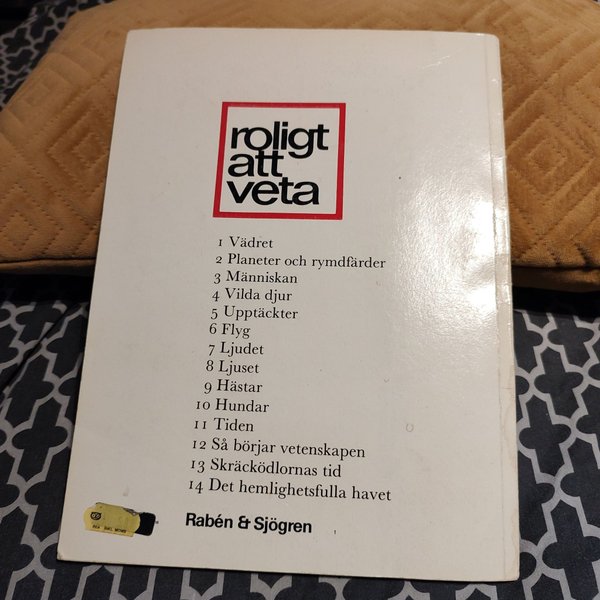 roligt
att
veta
1 Vädret
2 Planeter och rymdfärder
3 Människan
4 Vilda djur
5 Upptäckter
6 Flyg
7 Ljudet
8 Ljuset
9 Hästar
10 Hundar
11 Tiden
12 Så börjar vetenskapen
13 Skräcködlornas tid
14 Det hemlighetsfulla havet
Rabén & Sjögren